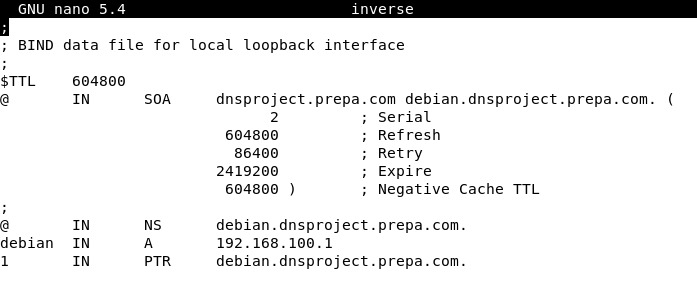 GNU nano 5.4 inverse
;
; BIND data file for local loopback interface
;
$TTL 604800
@ IN SOA dnsproject.prepa.com debian.dnsproject.prepa.com. (
2 ; Serial
604800 ; Refresh
86400 ; Retry
2419200 ; Expire
604800 ) ; Negative Cache TTL
;
@ IN NS debian.dnsproject.prepa.com.
debian IN A 192.168.100.1
1 IN PTR debian.dnsproject.prepa.com.